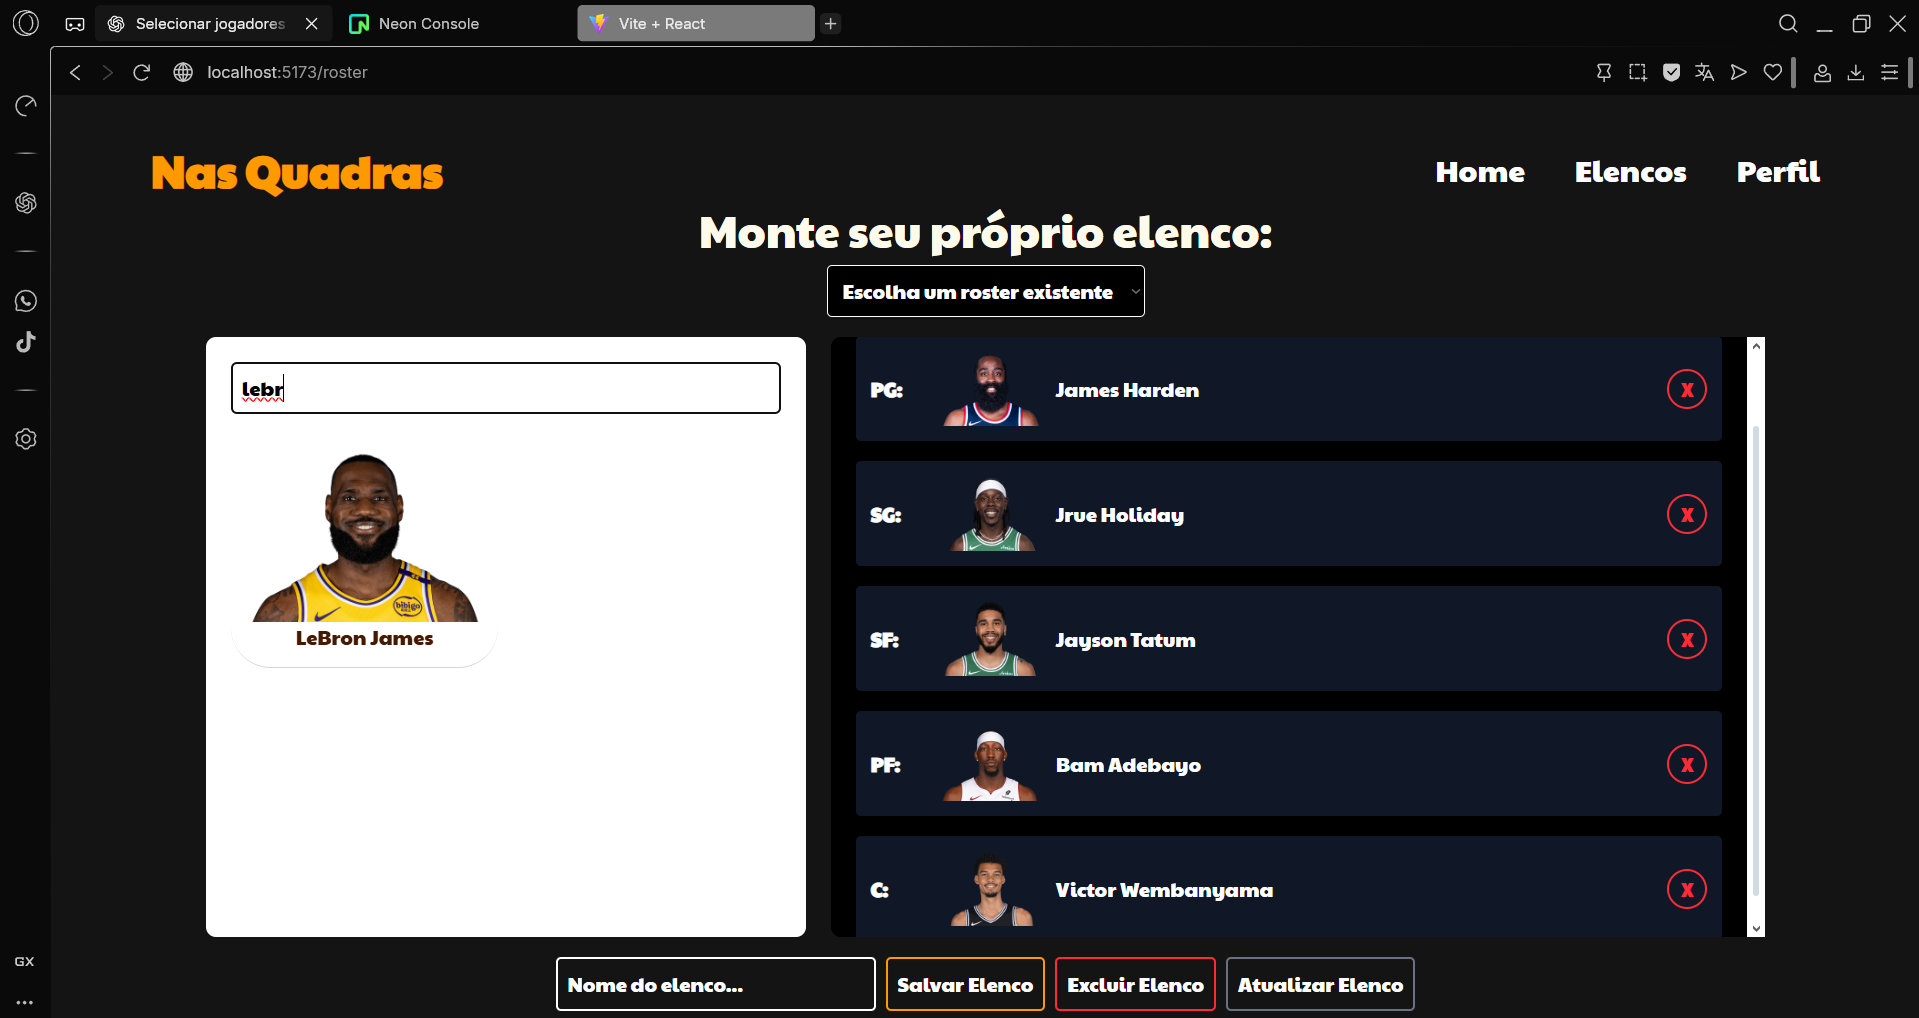 Selecionar jogadores
Neon Console
Vite + React
localhost:5173/roster
Nas Quadras
Home
Elencos
Perfil
Monte seu próprio elenco:
Escolha um roster existente
lebr
LeBron James
bibigo
PG:
James Harden
X
SG:
Jrue Holiday
X
SF:
Jayson Tatum
X
PF:
Bam Adebayo
X
C:
Victor Wembanyama
X
GX
Nome do elenco...
Salvar Elenco
Excluir Elenco
Atualizar Elenco